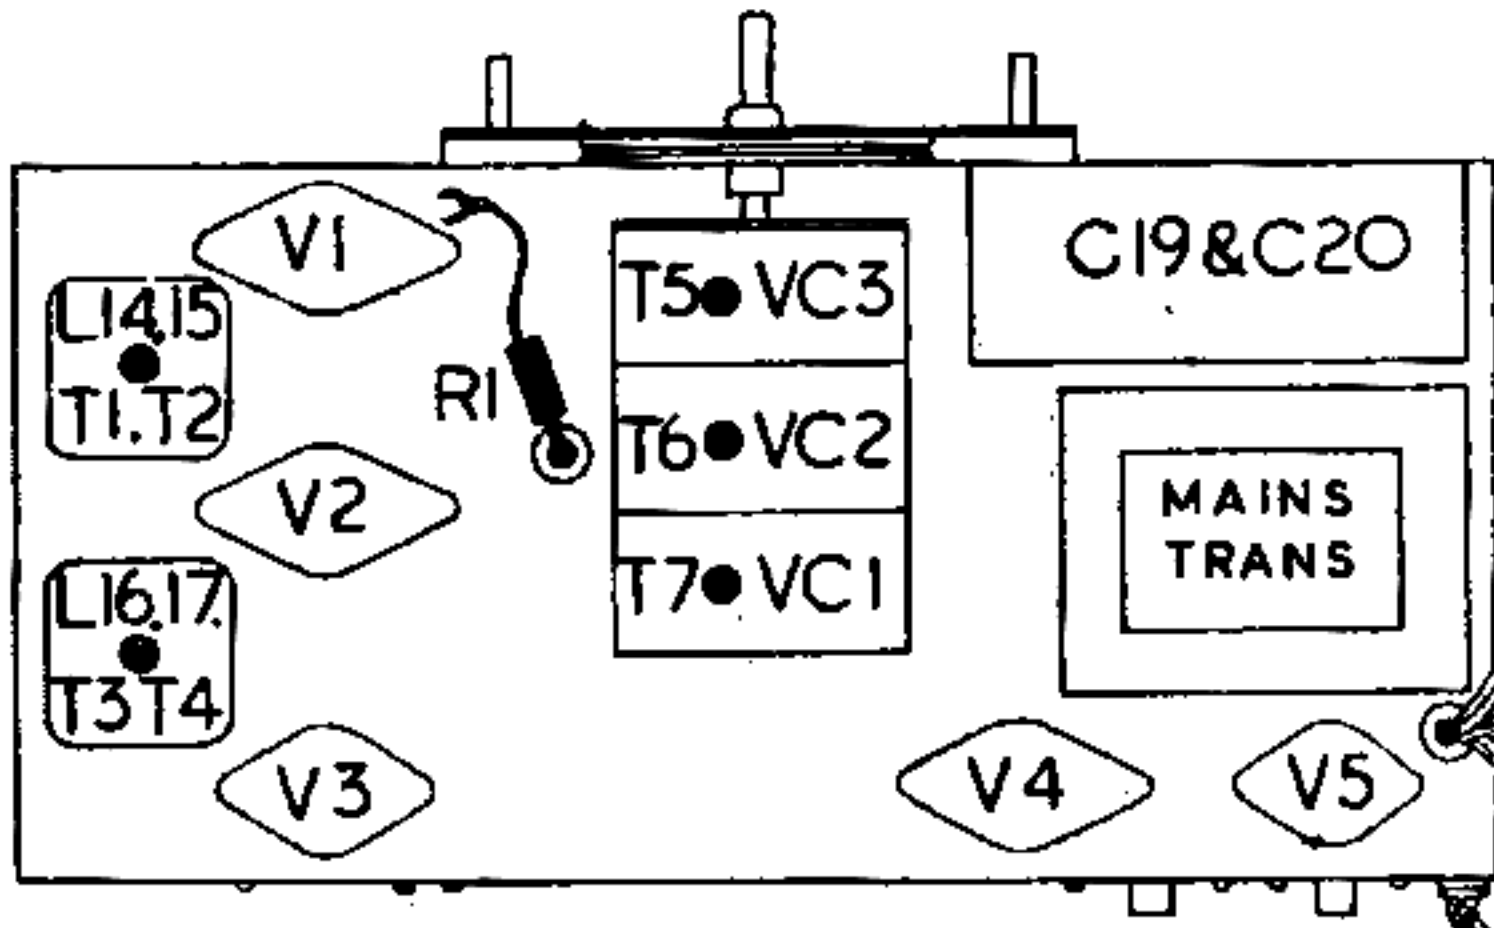 V1
C19&C20
L14.15
T1.T2
R1
T5 VC3
T6 VC2
T7 VC1
V2
MAINS
TRANS
L16.17.
T3 T4
V3
V4
V5